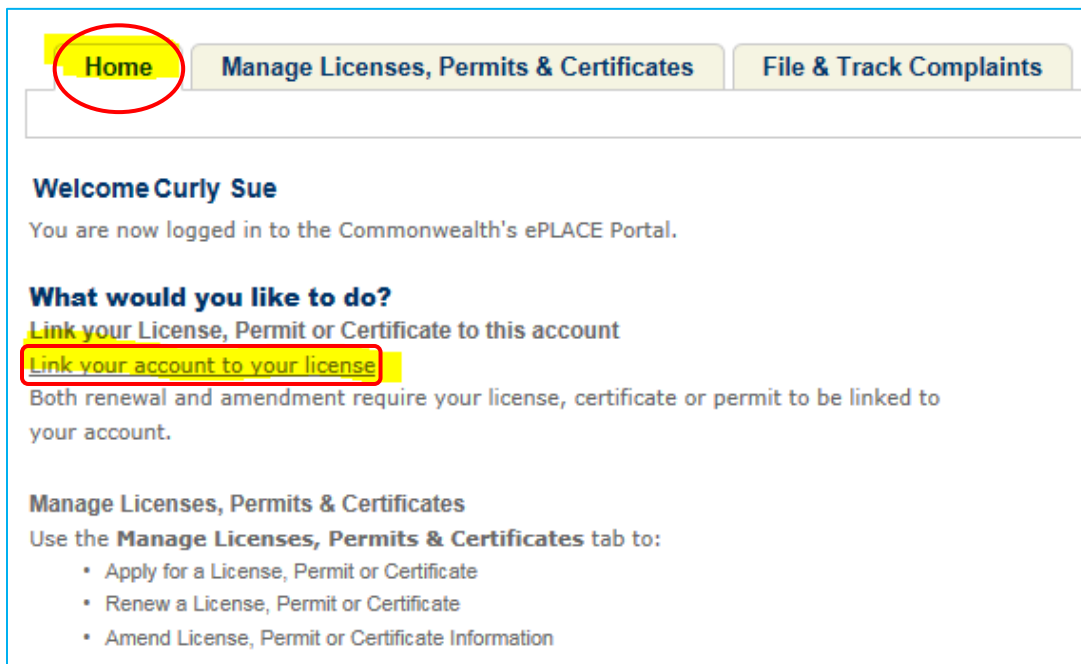 Home Manage Licenses, Permits & Certificates File & Track Complaints
Welcome Curly Sue
You are now logged in to the Commonwealth's ePLACE Portal.
What would you like to do?
Link your License, Permit or Certificate to this account
Link your account to your license
Both renewal and amendment require your license, certificate or permit to be linked to
your account.
Manage Licenses, Permits & Certificates
Use the Manage Licenses, Permits & Certificates tab to:
• Apply for a License, Permit or Certificate
• Renew a License, Permit or Certificate
• Amend License, Permit or Certificate Information